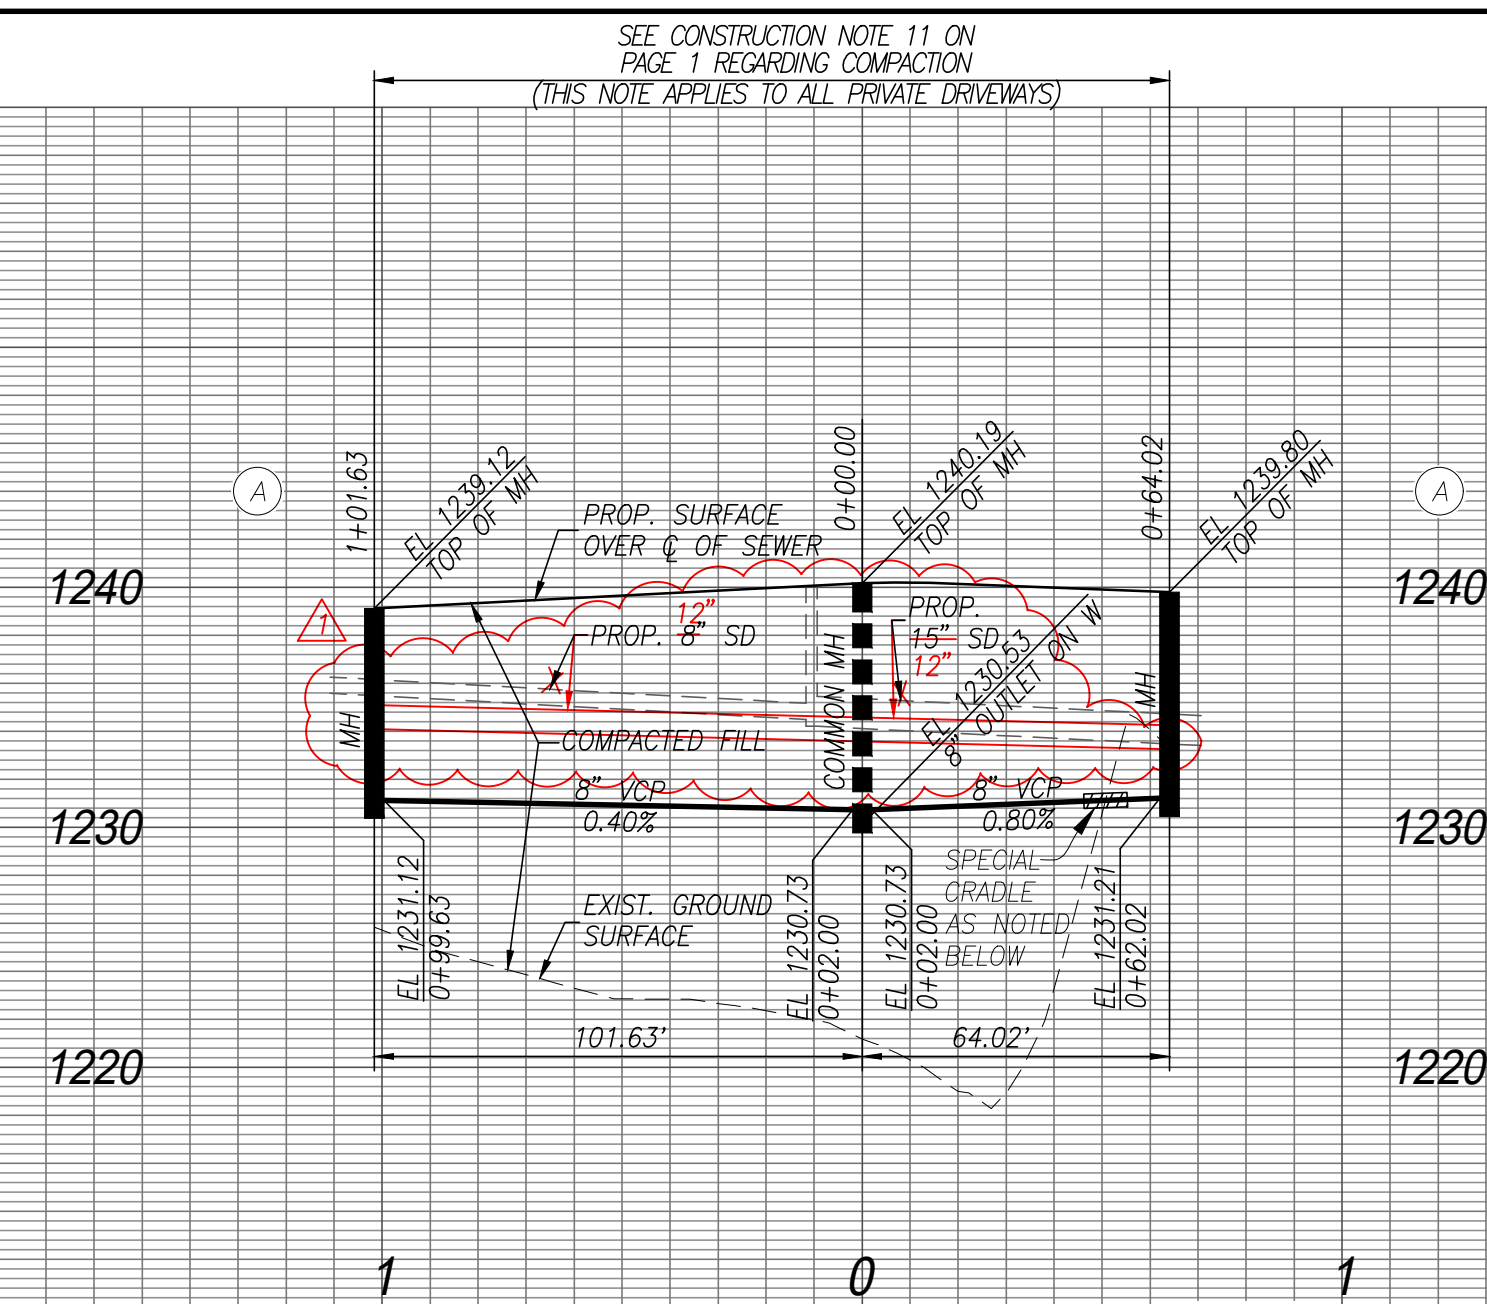 SEE CONSTRUCTION NOTE 11 ON
PAGE 1 REGARDING COMPACTION
(THIS NOTE APPLIES TO ALL PRIVATE DRIVEWAYS)
A
1+01.63
EL 1239.12
TOP OF MH
PROP. SURFACE
OVER ℄ OF SEWER
0+00.00
EL 1240.19
TOP OF MH
0+64.02
EL 1239.80
TOP OF MH
A
1240
1240
1
12"
PROP. 8" SD
PROP.
15" SD
12"
EL 1230.53
8" OUTLET ON W
MH
COMMON MH
MH
COMPACTED FILL
8" VCP
0.40%
8" VCP
0.80%
1230
1230
EL 1231.12
0+99.63
EXIST. GROUND
SURFACE
EL 1230.73
0+02.00
EL 1230.73
0+02.00
SPECIAL
CRADLE
AS NOTED
BELOW
EL 1231.21
0+62.02
101.63'
64.02'
1220
1220
1
0
1